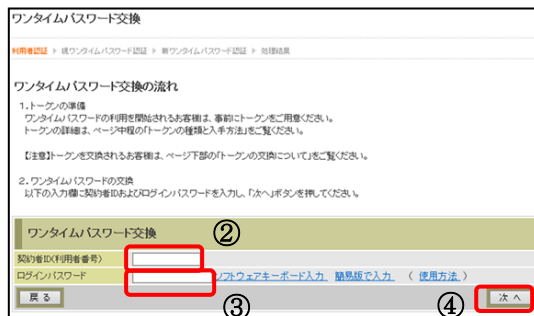 ワンタイムパスワード交換
利用者認証 ▶ 現ワンタイムパスワード認証 ▶ 新ワンタイムパスワード認証 ▶ 処理結果
ワンタイムパスワード交換の流れ
1.トークンの準備
ワンタイムパスワードの利用を開始されるお客様は、事前にトークンをご用意ください。
トークンの詳細は、ページ中程の「トークンの種類と入手方法」をご覧ください。
【注意】トークンを交換されるお客様は、ページ下部の「トークンの交換について」をご覧ください。
2.ワンタイムパスワードの交換
以下の入力欄に契約者IDおよびログインパスワードを入力し、「次へ」ボタンを押してください。
ワンタイムパスワード交換 ②
契約者ID(利用者番号)
ログインパスワード ソフトウェアキーボード入力 簡易版で入力 ( 使用方法 )
戻る ③ ④ 次へ